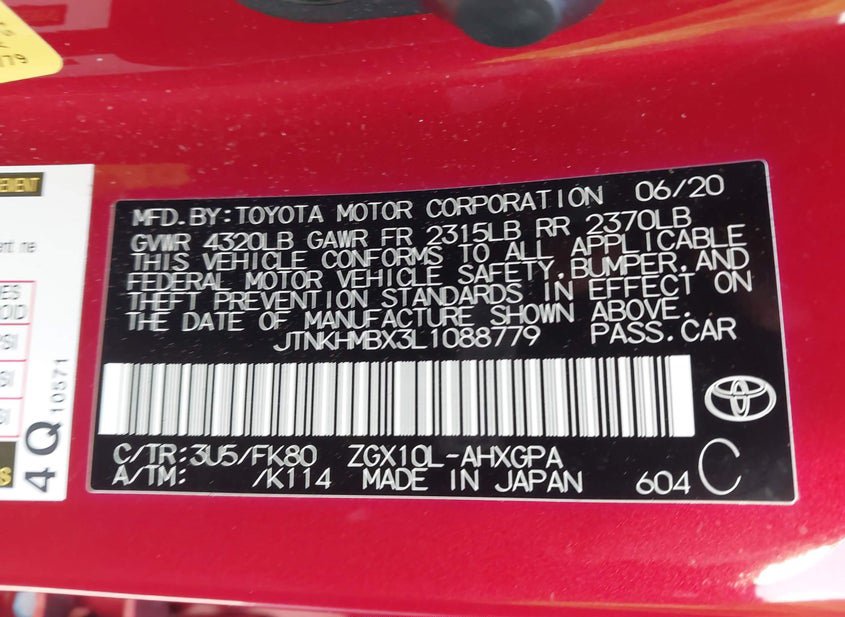 779
MFD. BY: TOYOTA MOTOR CORPORATION 06/20
GVWR 4320LB GAWR FR 2315LB RR 2370LB
THIS VEHICLE CONFORMS TO ALL APPLICABLE
FEDERAL MOTOR VEHICLE SAFETY, BUMPER, AND
THEFT PREVENTION STANDARDS IN EFFECT ON
THE DATE OF MANUFACTURE SHOWN ABOVE.
JTNKHMBX3L1088779 PASS. CAR
C/TR: 3U5/FK80 ZGX10L-AHXGPA
A/TM: /K114 MADE IN JAPAN 604 C
ne
4Q 10571